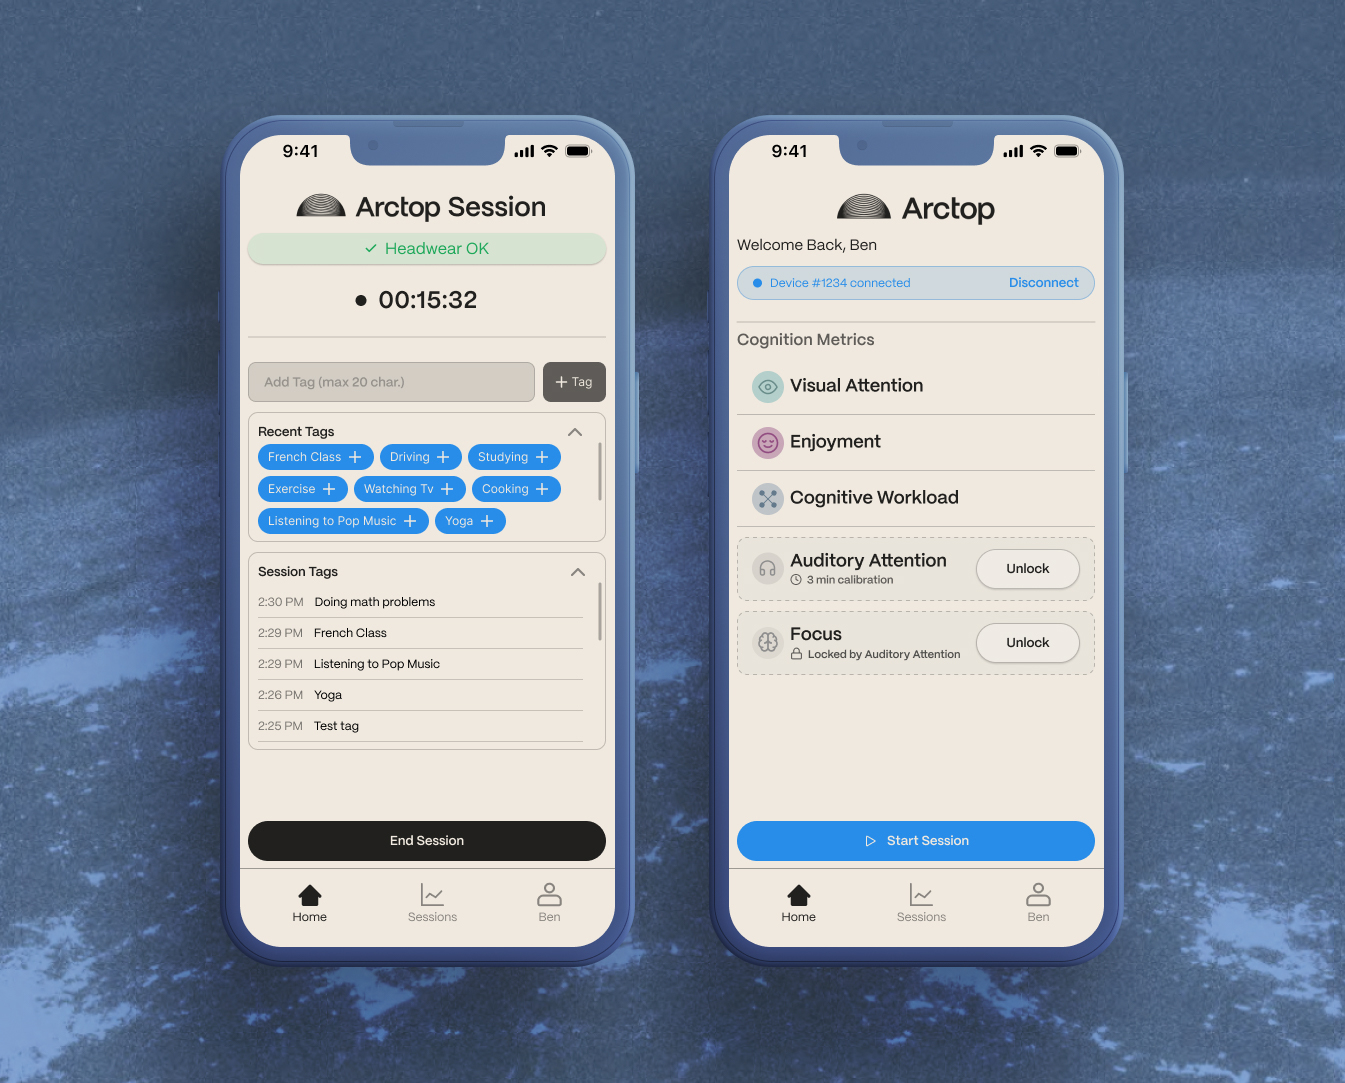 9:41
Arctop Session
Headwear OK
00:15:32
Add Tag (max 20 char.)
+ Tag
Recent Tags
French Class +
Driving +
Studying +
Exercise +
Watching Tv +
Cooking +
Listening to Pop Music +
Yoga +
Session Tags
2:30 PM Doing math problems
2:29 PM French Class
2:29 PM Listening to Pop Music
2:26 PM Yoga
2:25 PM Test tag
End Session
Home
Sessions
Ben
9:41
Arctop
Welcome Back, Ben
Device #1234 connected
Disconnect
Cognition Metrics
Visual Attention
Enjoyment
Cognitive Workload
Auditory Attention
3 min calibration
Unlock
Focus
Locked by Auditory Attention
Unlock
Start Session
Home
Sessions
Ben